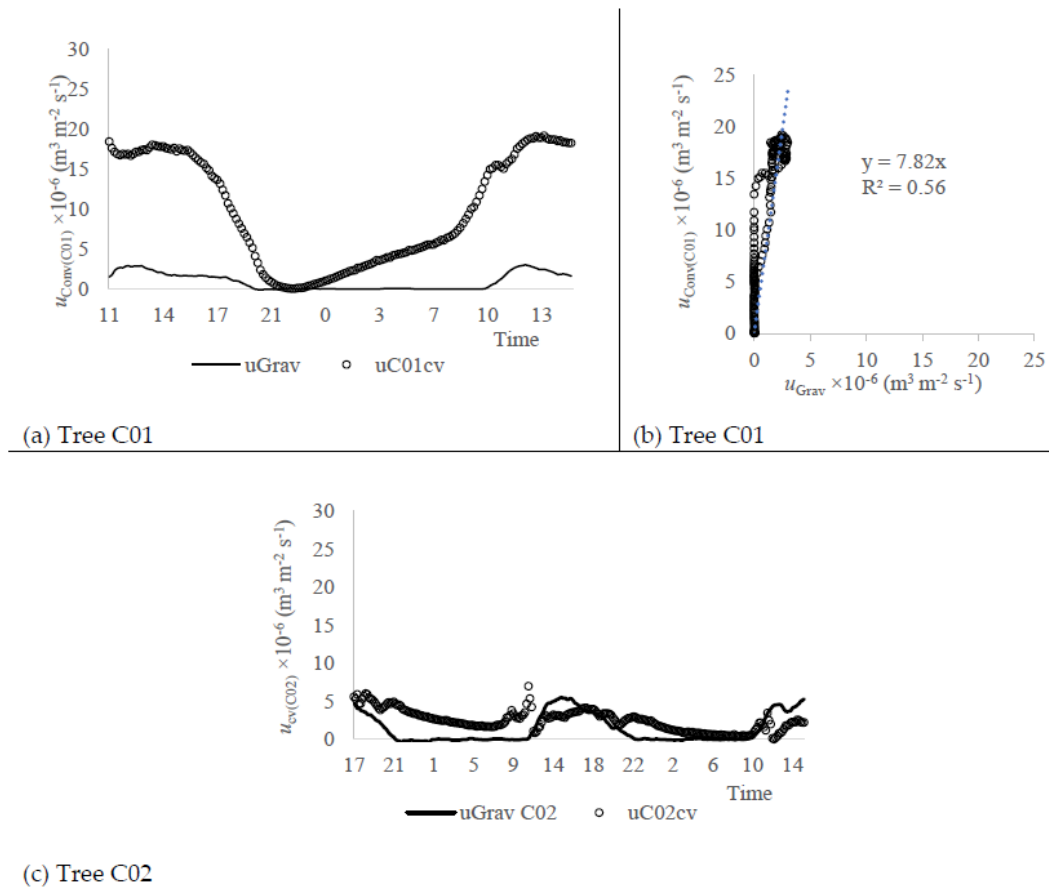 30
25
20
15
10
5
0
u_Conv(C01) ×10⁻⁶ (m³ m⁻² s⁻¹)
11 14 17 21 0 3 7 10 13
Time
uGrav uC01cv
(a) Tree C01
25
20
15
10
5
0
u_Conv(C01) ×10⁻⁶ (m³ m⁻² s⁻¹)
y = 7.82x
R² = 0.56
0 5 10 15 20 25
u_Grav ×10⁻⁶ (m³ m⁻² s⁻¹)
(b) Tree C01
30
25
20
15
10
5
0
u_cv(C02) ×10⁻⁶ (m³ m⁻² s⁻¹)
17 21 1 5 9 14 18 22 2 6 10 14
Time
uGrav C02 uC02cv
(c) Tree C02